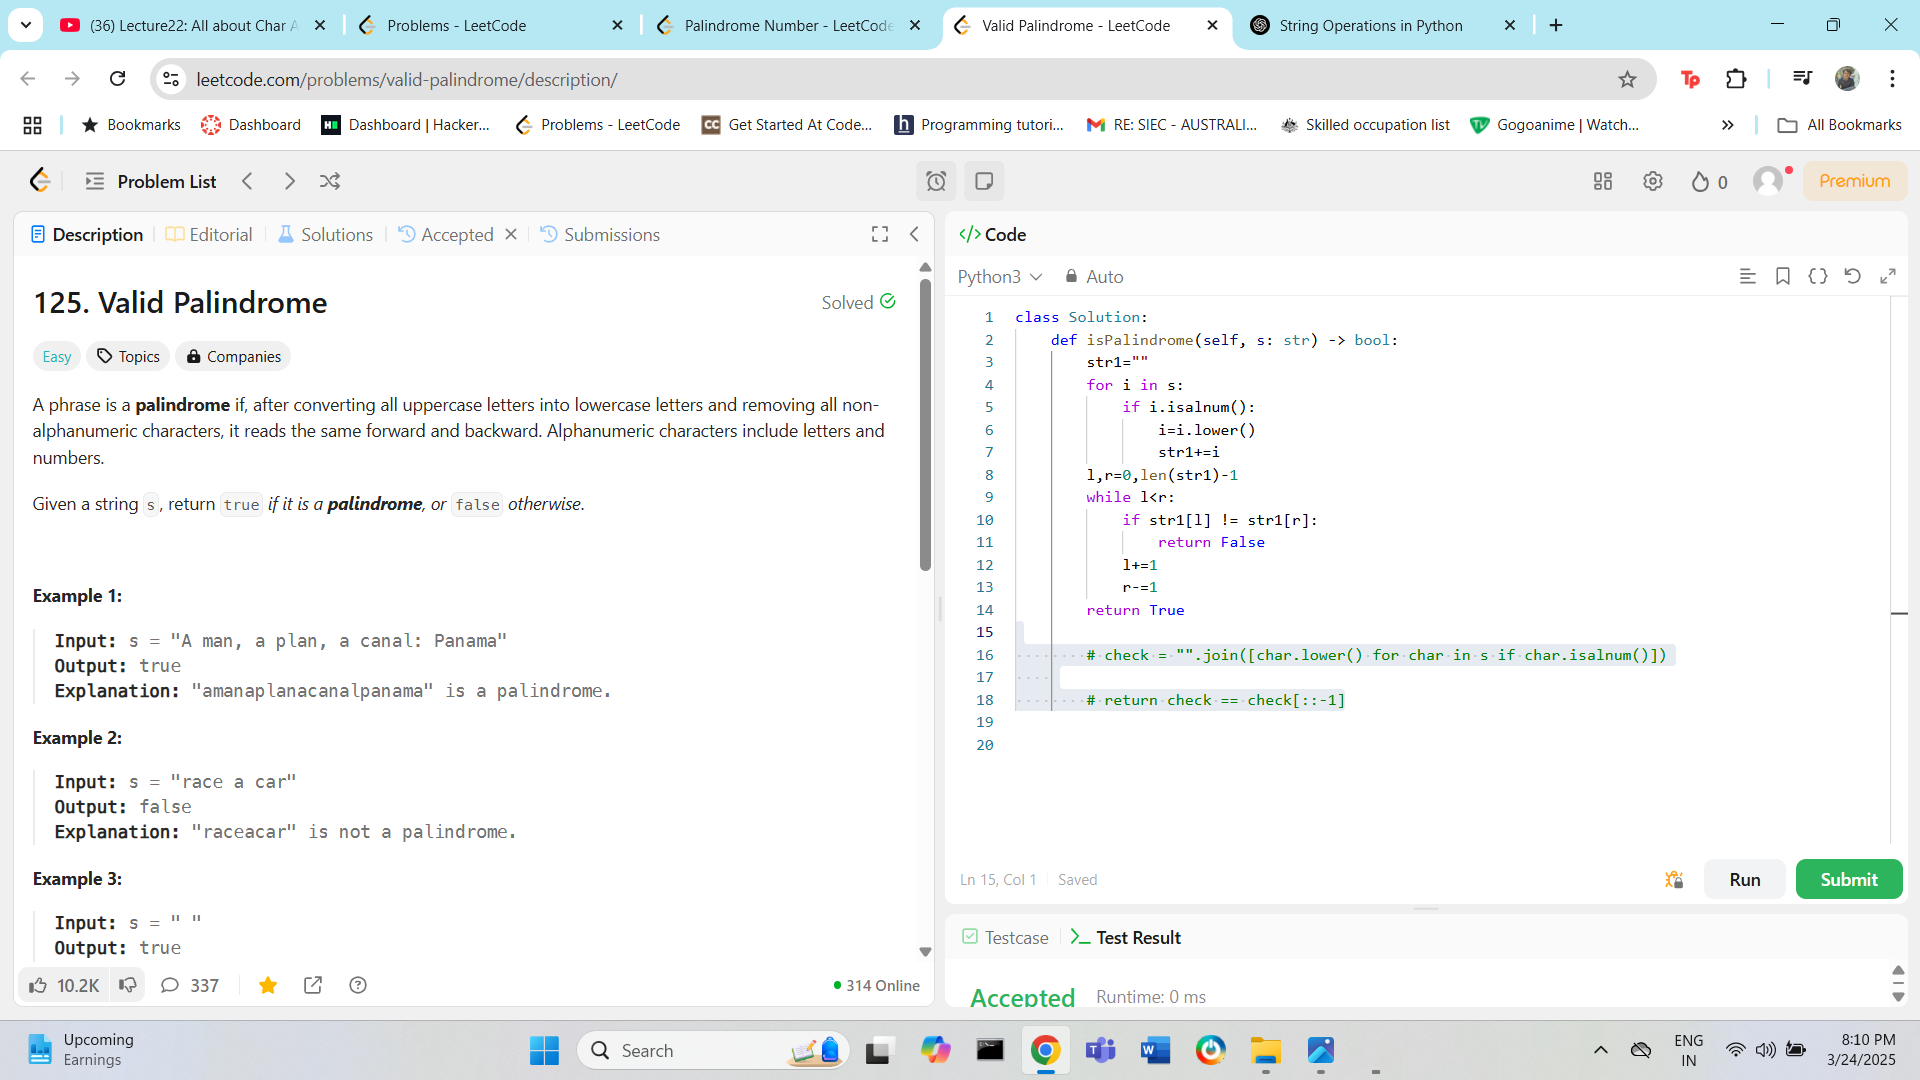 (36) Lecture22: All about Char A
Problems - LeetCode
Palindrome Number - LeetCode
Valid Palindrome - LeetCode
String Operations in Python
leetcode.com/problems/valid-palindrome/description/
Bookmarks
Dashboard
Dashboard | Hacker...
Problems - LeetCode
Get Started At Code...
Programming tutori...
RE: SIEC - AUSTRALI...
Skilled occupation list
Gogoanime | Watch...
All Bookmarks
Problem List
0
Premium
Description
Editorial
Solutions
Accepted
Submissions
125. Valid Palindrome
Solved
Easy
Topics
Companies
A phrase is a palindrome if, after converting all uppercase letters into lowercase letters and removing all non-
alphanumeric characters, it reads the same forward and backward. Alphanumeric characters include letters and
numbers.
Given a string s, return true if it is a palindrome, or false otherwise.
Example 1:
Input: s = "A man, a plan, a canal: Panama"
Output: true
Explanation: "amanaplanacanalpanama" is a palindrome.
Example 2:
Input: s = "race a car"
Output: false
Explanation: "raceacar" is not a palindrome.
Example 3:
Input: s = " "
Output: true
10.2K
337
314 Online
Code
Python3
Auto
1 class Solution:
2 def isPalindrome(self, s: str) -> bool:
3 str1=""
4 for i in s:
5 if i.isalnum():
6 i=i.lower()
7 str1+=i
8 l,r=0,len(str1)-1
9 while l<r:
10 if str1[l] != str1[r]:
11 return False
12 l+=1
13 r-=1
14 return True
15
16 # check = "".join([char.lower() for char in s if char.isalnum()])
17
18 # return check == check[::-1]
19
20
Ln 15, Col 1
Saved
Run
Submit
Testcase
Test Result
Accepted
Runtime: 0 ms
Upcoming
Earnings
Search
ENG
IN
8:10 PM
3/24/2025